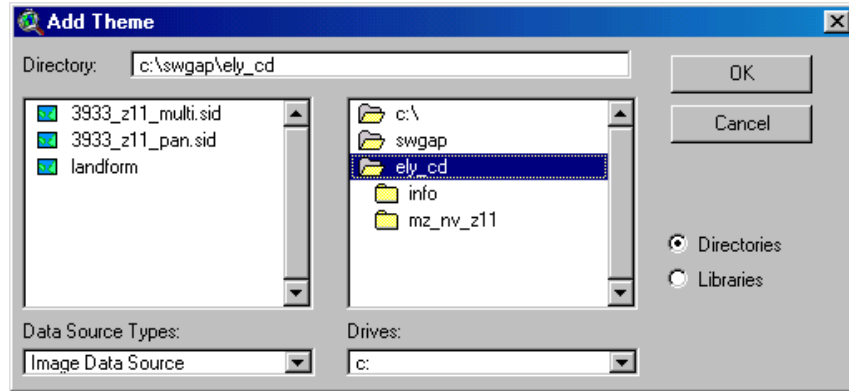 Add Theme
Directory: c:\swgap\ely_cd
OK
Cancel
3933_z11_multi.sid
3933_z11_pan.sid
landform
c:\
swgap
ely_cd
info
mz_nv_z11
Directories
Libraries
Data Source Types:
Image Data Source
Drives:
c: